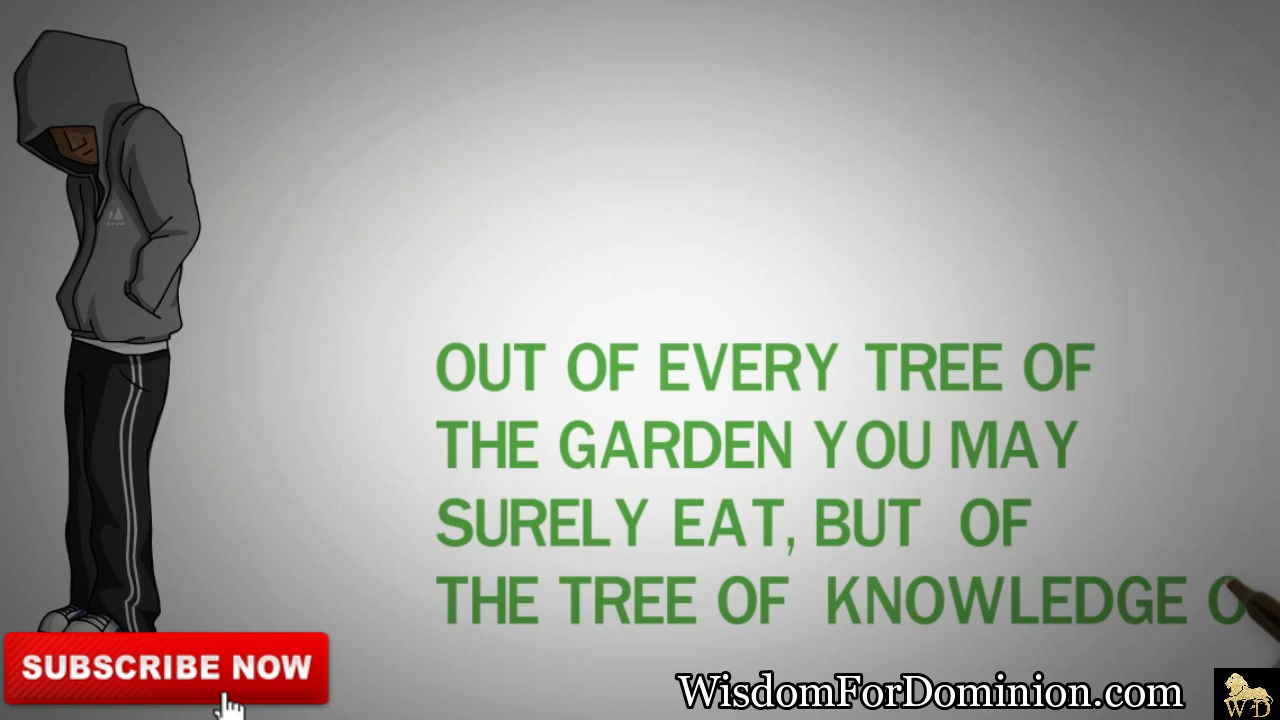 OUT OF EVERY TREE OF
THE GARDEN YOU MAY
SURELY EAT, BUT OF
THE TREE OF KNOWLEDGE O
SUBSCRIBE NOW
WisdomForDominion.com
WD